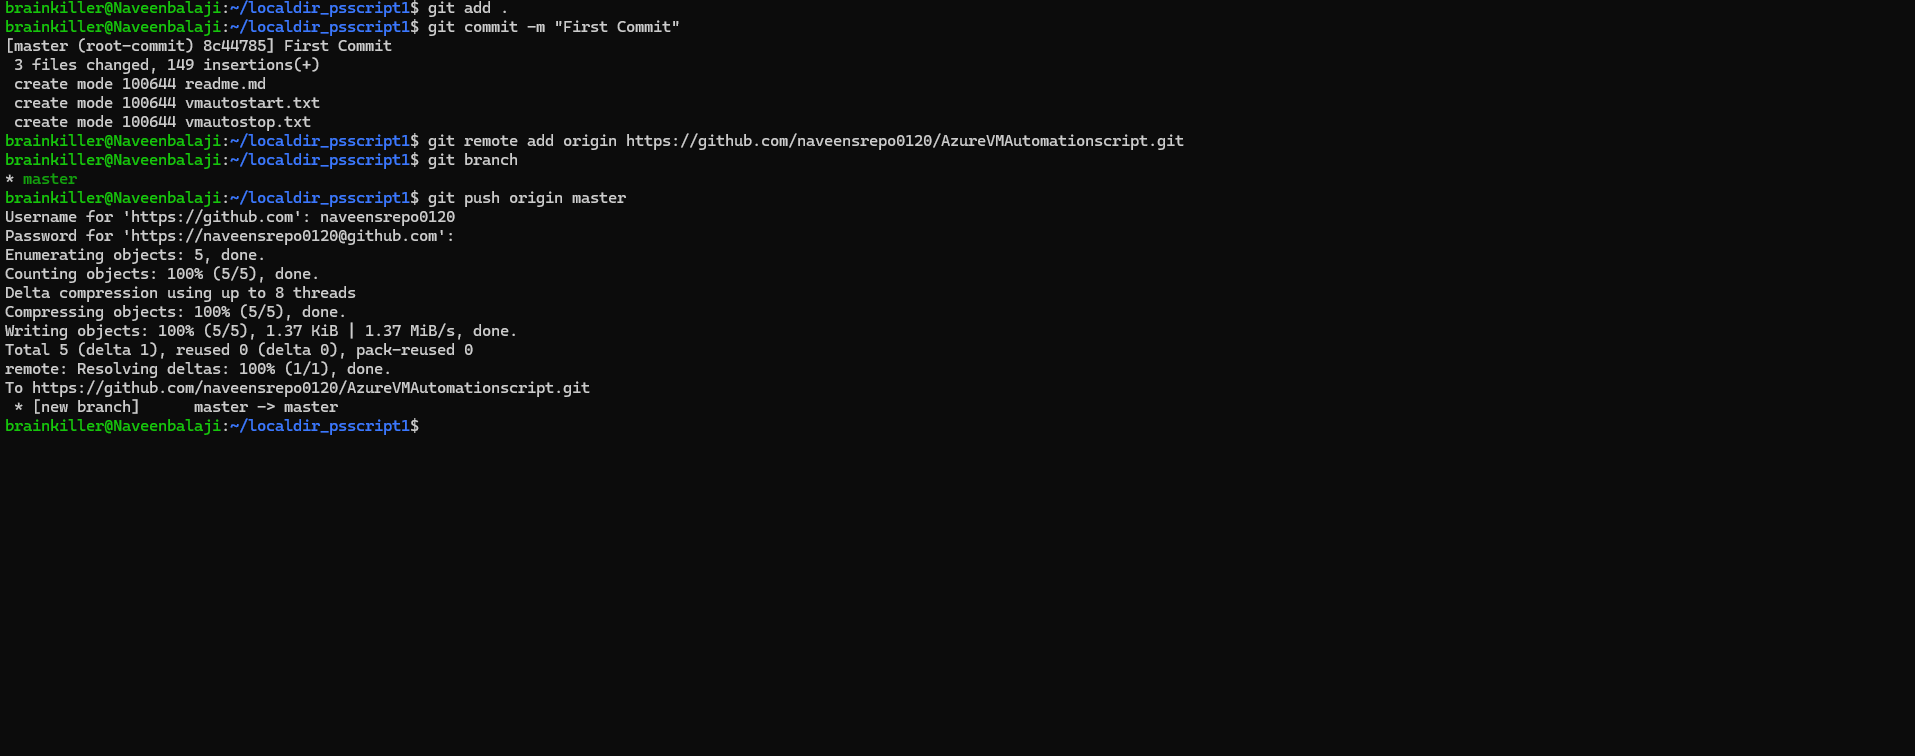 brainkiller@Naveenbalaji:~/localdir_psscript1$ git add .
brainkiller@Naveenbalaji:~/localdir_psscript1$ git commit -m "First Commit"
[master (root-commit) 8c44785] First Commit
 3 files changed, 149 insertions(+)
 create mode 100644 readme.md
 create mode 100644 vmautostart.txt
 create mode 100644 vmautostop.txt
brainkiller@Naveenbalaji:~/localdir_psscript1$ git remote add origin https://github.com/naveensrepo0120/AzureVMAutomationscript.git
brainkiller@Naveenbalaji:~/localdir_psscript1$ git branch
* master
brainkiller@Naveenbalaji:~/localdir_psscript1$ git push origin master
Username for 'https://github.com': naveensrepo0120
Password for 'https://naveensrepo0120@github.com':
Enumerating objects: 5, done.
Counting objects: 100% (5/5), done.
Delta compression using up to 8 threads
Compressing objects: 100% (5/5), done.
Writing objects: 100% (5/5), 1.37 KiB | 1.37 MiB/s, done.
Total 5 (delta 1), reused 0 (delta 0), pack-reused 0
remote: Resolving deltas: 100% (1/1), done.
To https://github.com/naveensrepo0120/AzureVMAutomationscript.git
 * [new branch]      master -> master
brainkiller@Naveenbalaji:~/localdir_psscript1$